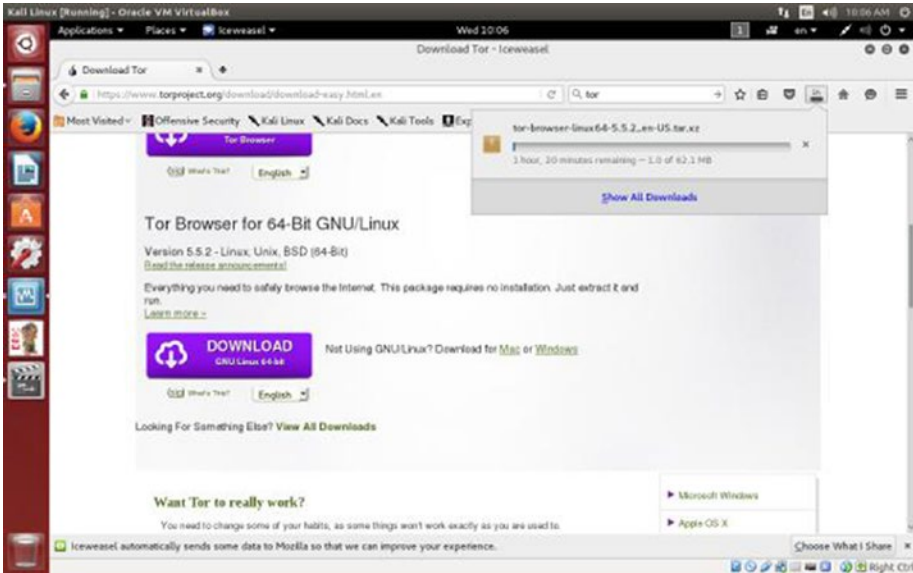 Kali Linux [Running] - Oracle VM VirtualBox
En
10:06 AM
Applications
Places
Iceweasel
Wed 10:06
1
en
Download Tor - Iceweasel
Download Tor
https://www.torproject.org/download/download-easy.html.en
tor
Most Visited
Offensive Security
Kali Linux
Kali Docs
Kali Tools
Exp
tor-browser-linux64-5.5.2_en-US.tar.xz
1 hour, 20 minutes remaining — 1.0 of 62.1 MB
Show All Downloads
Tor Browser
(sig) What's This?
English
Tor Browser for 64-Bit GNU/Linux
Version 5.5.2 - Linux, Unix, BSD (64-Bit)
Read the release announcements!
Everything you need to safely browse the Internet. This package requires no installation. Just extract it and
run.
Learn more »
DOWNLOAD
GNU/Linux 64-bit
Not Using GNU/Linux? Download for Mac or Windows
(sig) What's This?
English
Looking For Something Else? View All Downloads
Want Tor to really work?
You need to change some of your habits, as some things won't work exactly as you are used to.
Microsoft Windows
Apple OS X
Iceweasel automatically sends some data to Mozilla so that we can improve your experience.
Choose What I Share
Right Ctrl